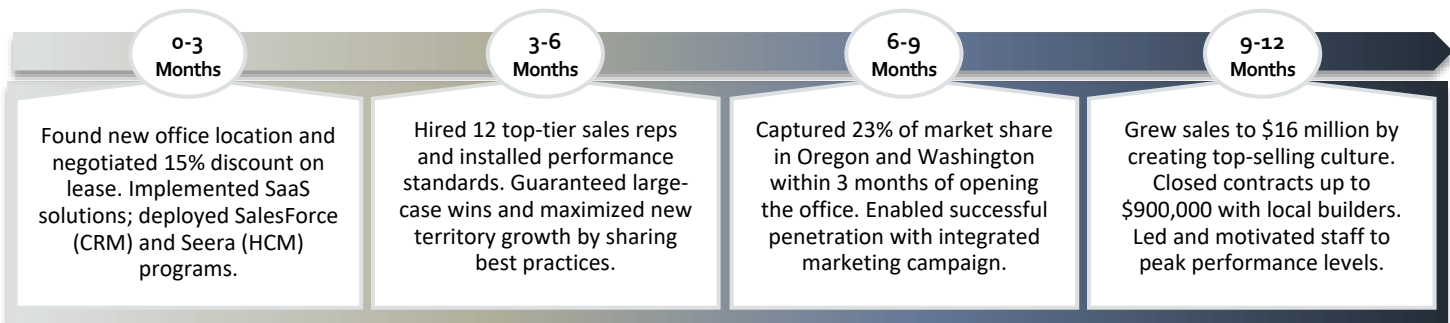 0-3
Months
Found new office location and
negotiated 15% discount on
lease. Implemented SaaS
solutions; deployed SalesForce
(CRM) and Seera (HCM)
programs.
3-6
Months
Hired 12 top-tier sales reps
and installed performance
standards. Guaranteed large-
case wins and maximized new
territory growth by sharing
best practices.
6-9
Months
Captured 23% of market share
in Oregon and Washington
within 3 months of opening
the office. Enabled successful
penetration with integrated
marketing campaign.
9-12
Months
Grew sales to $16 million by
creating top-selling culture.
Closed contracts up to
$900,000 with local builders.
Led and motivated staff to
peak performance levels.